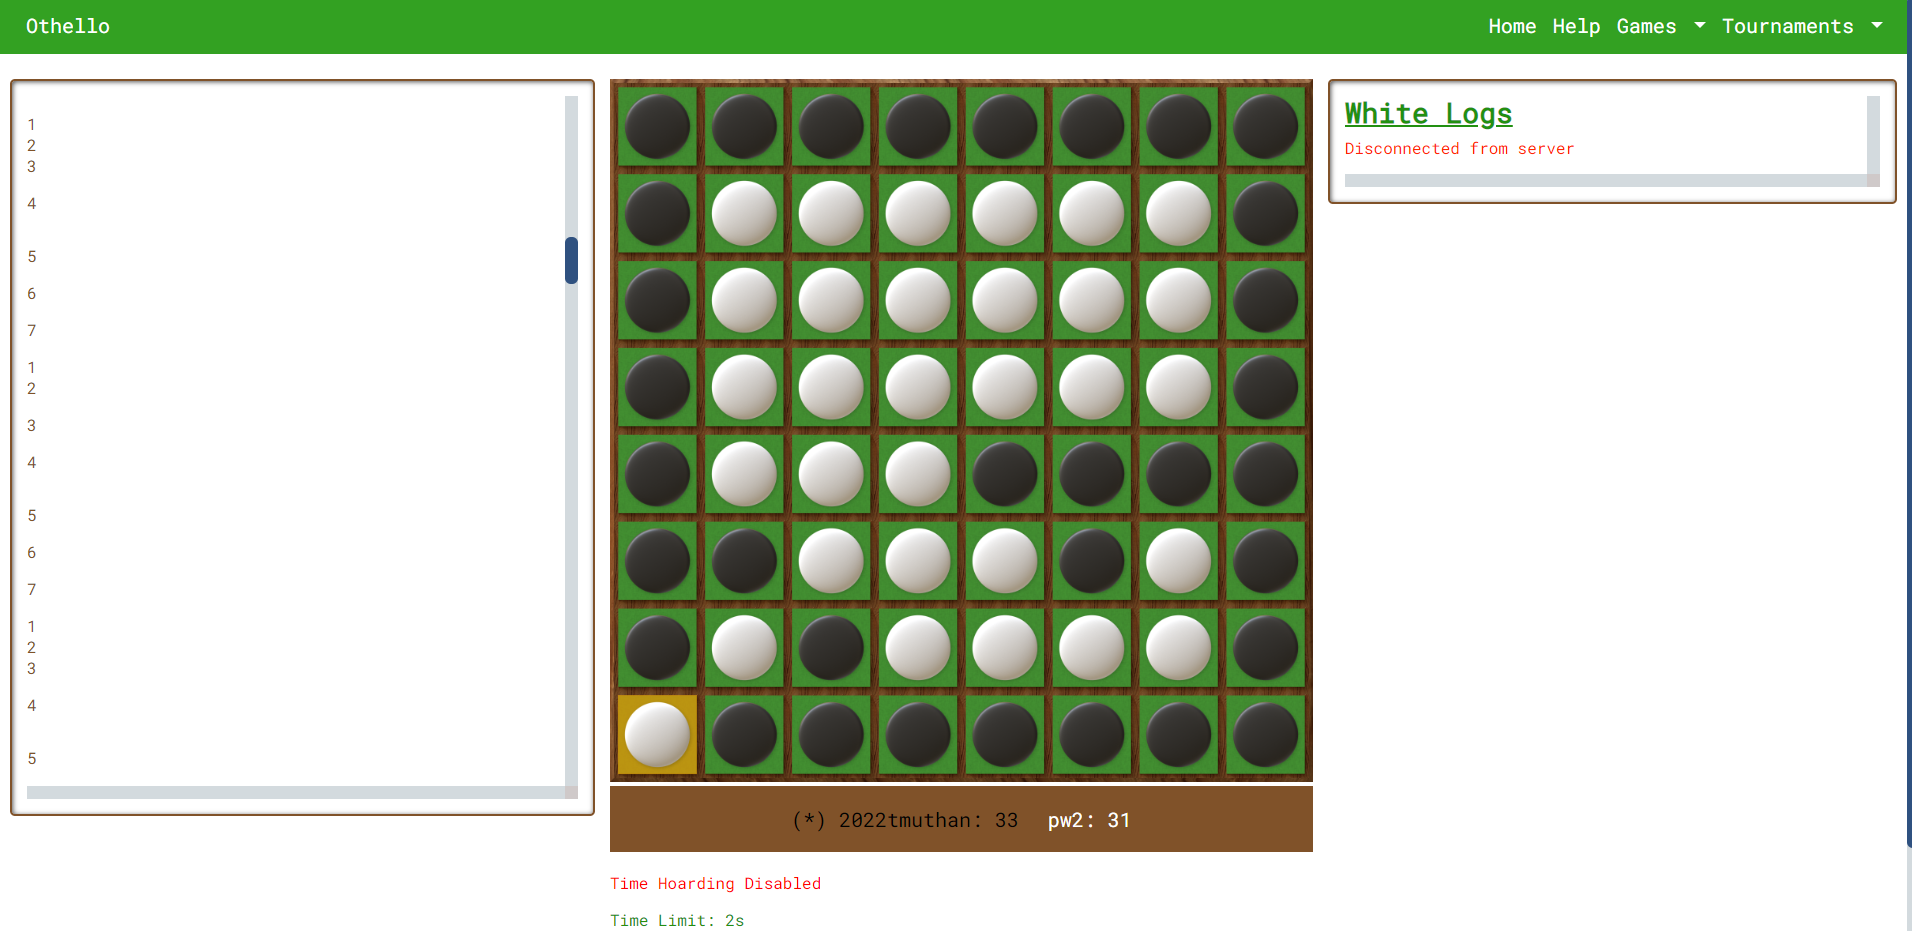 Othello
Home Help Games Tournaments
1
2
3
4
5
6
7
1
2
3
4
5
6
7
1
2
3
4
5
White Logs
Disconnected from server
(*) 2022tmuthan: 33 pw2: 31
Time Hoarding Disabled
Time Limit: 2s